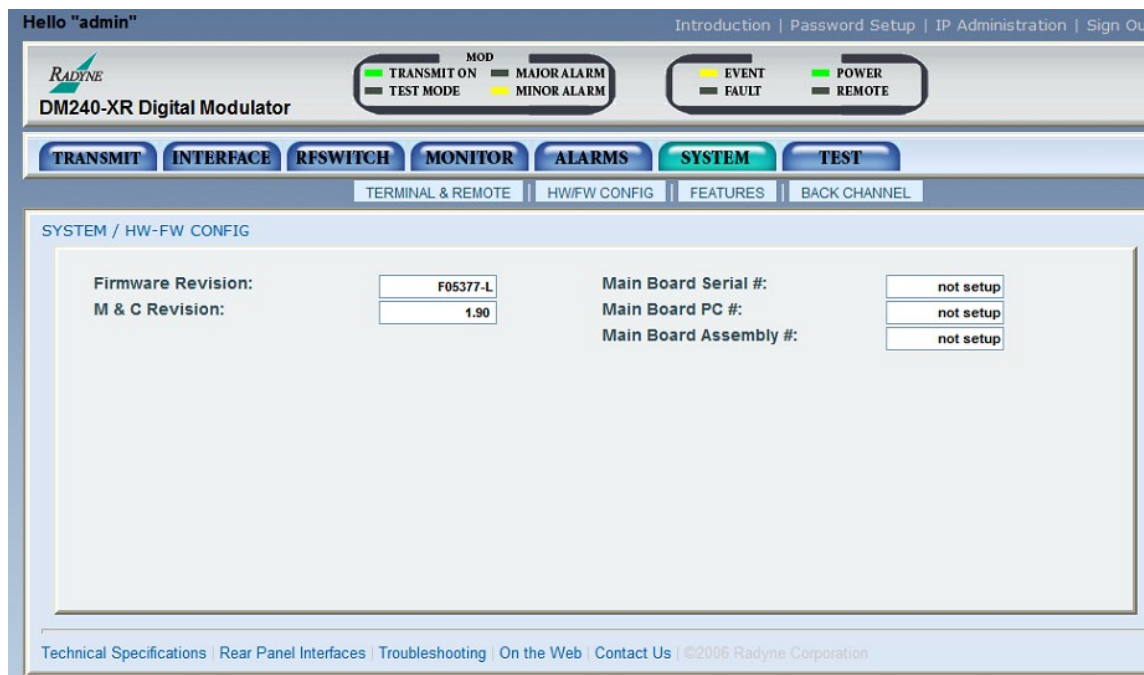 Hello "admin"
Introduction | Password Setup | IP Administration | Sign Ou
RADYNE
DM240-XR Digital Modulator
MOD
TRANSMIT ON MAJOR ALARM
TEST MODE MINOR ALARM
EVENT POWER
FAULT REMOTE
TRANSMIT INTERFACE RFSWITCH MONITOR ALARMS SYSTEM TEST
TERMINAL & REMOTE | HW/FW CONFIG | FEATURES | BACK CHANNEL
SYSTEM / HW-FW CONFIG
Firmware Revision: F05377-L Main Board Serial #: not setup
M & C Revision: 1.90 Main Board PC #: not setup
Main Board Assembly #: not setup
Technical Specifications | Rear Panel Interfaces | Troubleshooting | On the Web | Contact Us | ©2006 Radyne Corporation